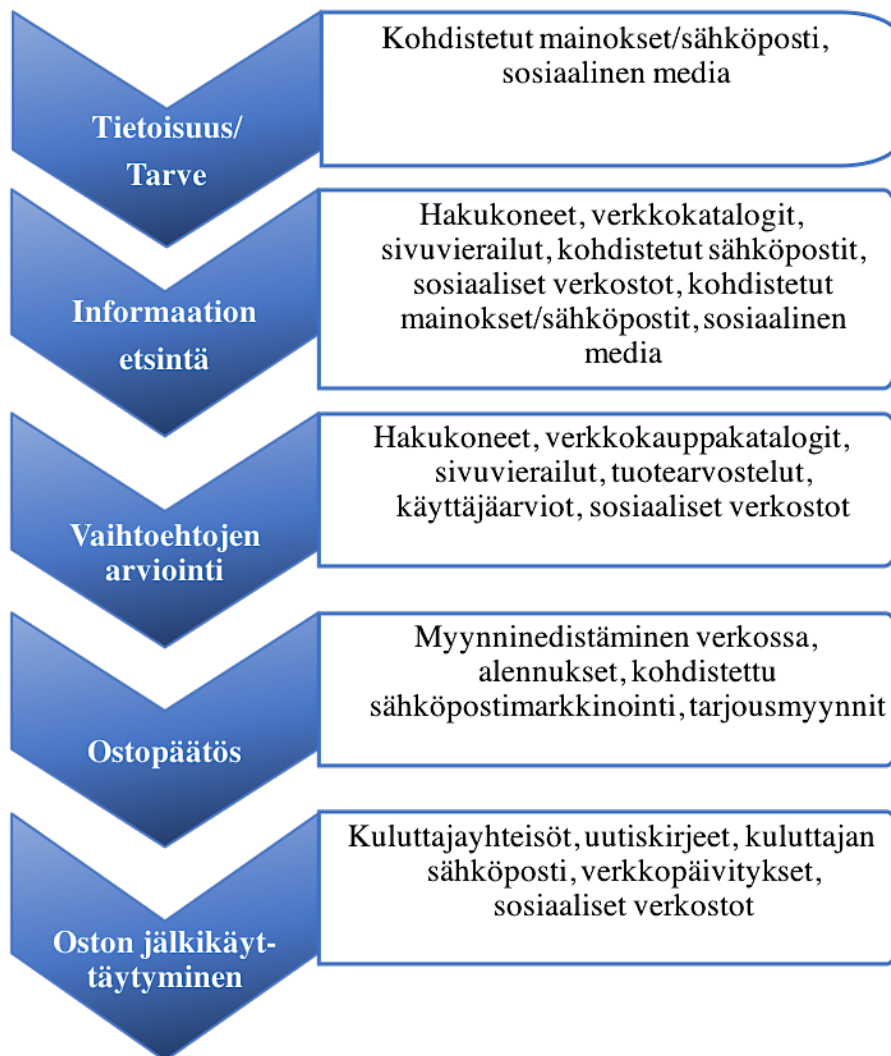 Kohdistetut mainokset/sähköposti,
sosiaalinen media
Tietoisuus/
Tarve
Hakukoneet, verkkokatalogit,
sivuvierailut, kohdistetut sähköpostit,
sosiaaliset verkostot, kohdistetut
mainokset/sähköpostit, sosiaalinen
media
Informaation
etsintä
Hakukoneet, verkkokauppakatalogit,
sivuvierailut, tuotearvostelut,
käyttäjäarviot, sosiaaliset verkostot
Vaihtoehtojen
arviointi
Myynninedistäminen verkossa,
alennukset, kohdistettu
sähköpostimarkkinointi, tarjousmyynnit
Ostopäätös
Kuluttajayhteisöt, uutiskirjeet, kuluttajan
sähköposti, verkkopäivitykset,
sosiaaliset verkostot
Oston jälkikäyt-
täytyminen